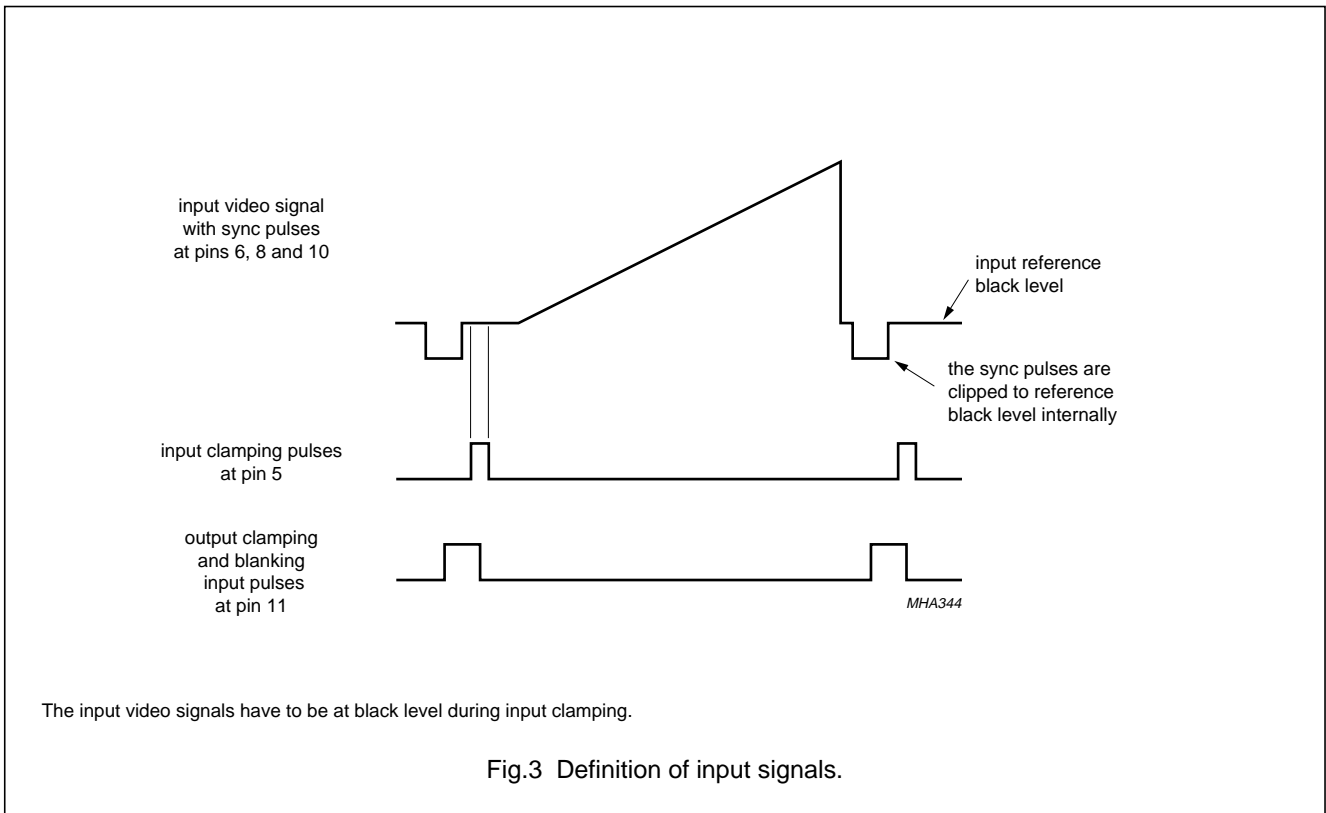 input video signal
with sync pulses
at pins 6, 8 and 10
input reference
black level
the sync pulses are
clipped to reference
black level internally
input clamping pulses
at pin 5
output clamping
and blanking
input pulses
at pin 11
MHA344
The input video signals have to be at black level during input clamping.
Fig.3 Definition of input signals.